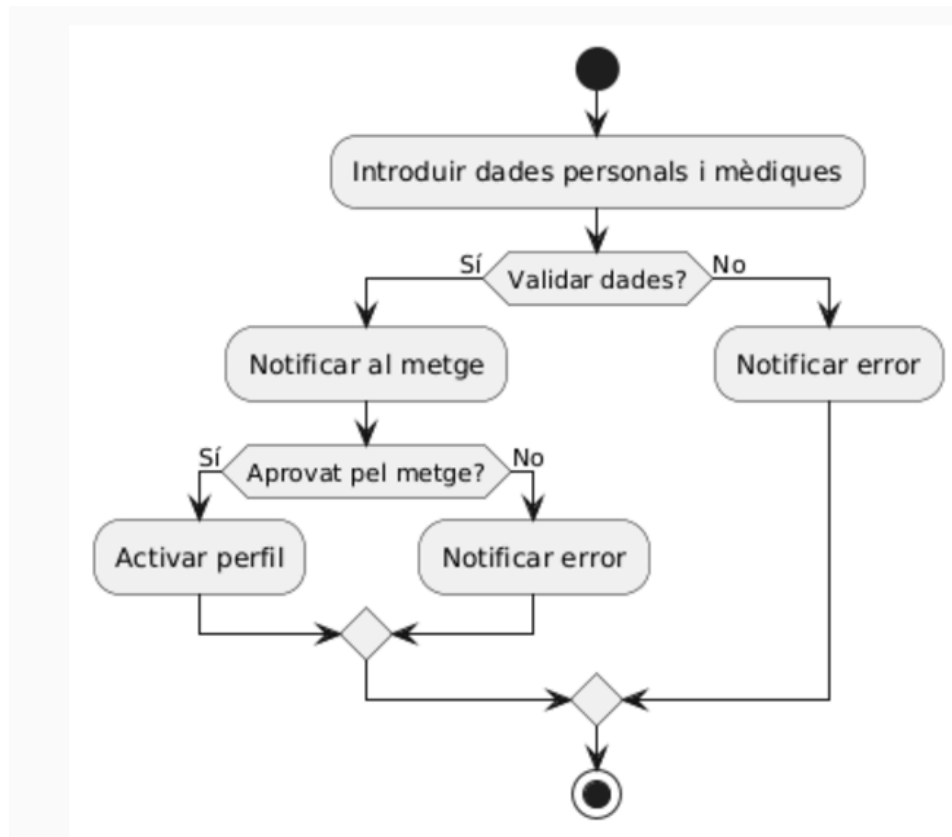 Introduir dades personals i mèdiques
Sí
Validar dades?
No
Notificar al metge
Notificar error
Sí
Aprovat pel metge?
No
Activar perfil
Notificar error